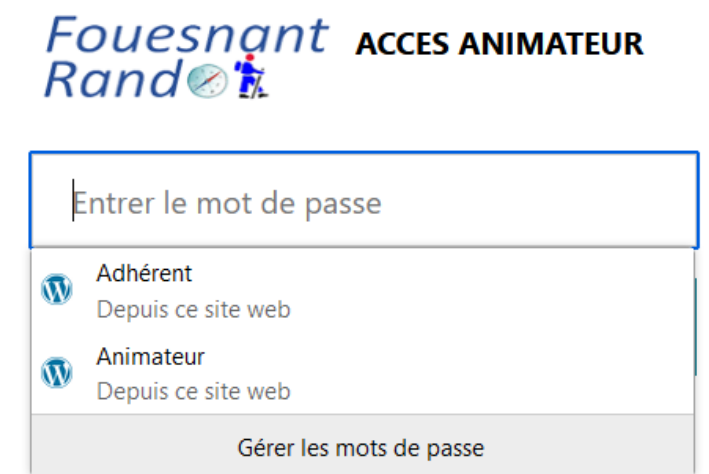 Fouesnant
Rand
ACCES ANIMATEUR
Entrer le mot de passe
Adhérent
Depuis ce site web
Animateur
Depuis ce site web
Gérer les mots de passe